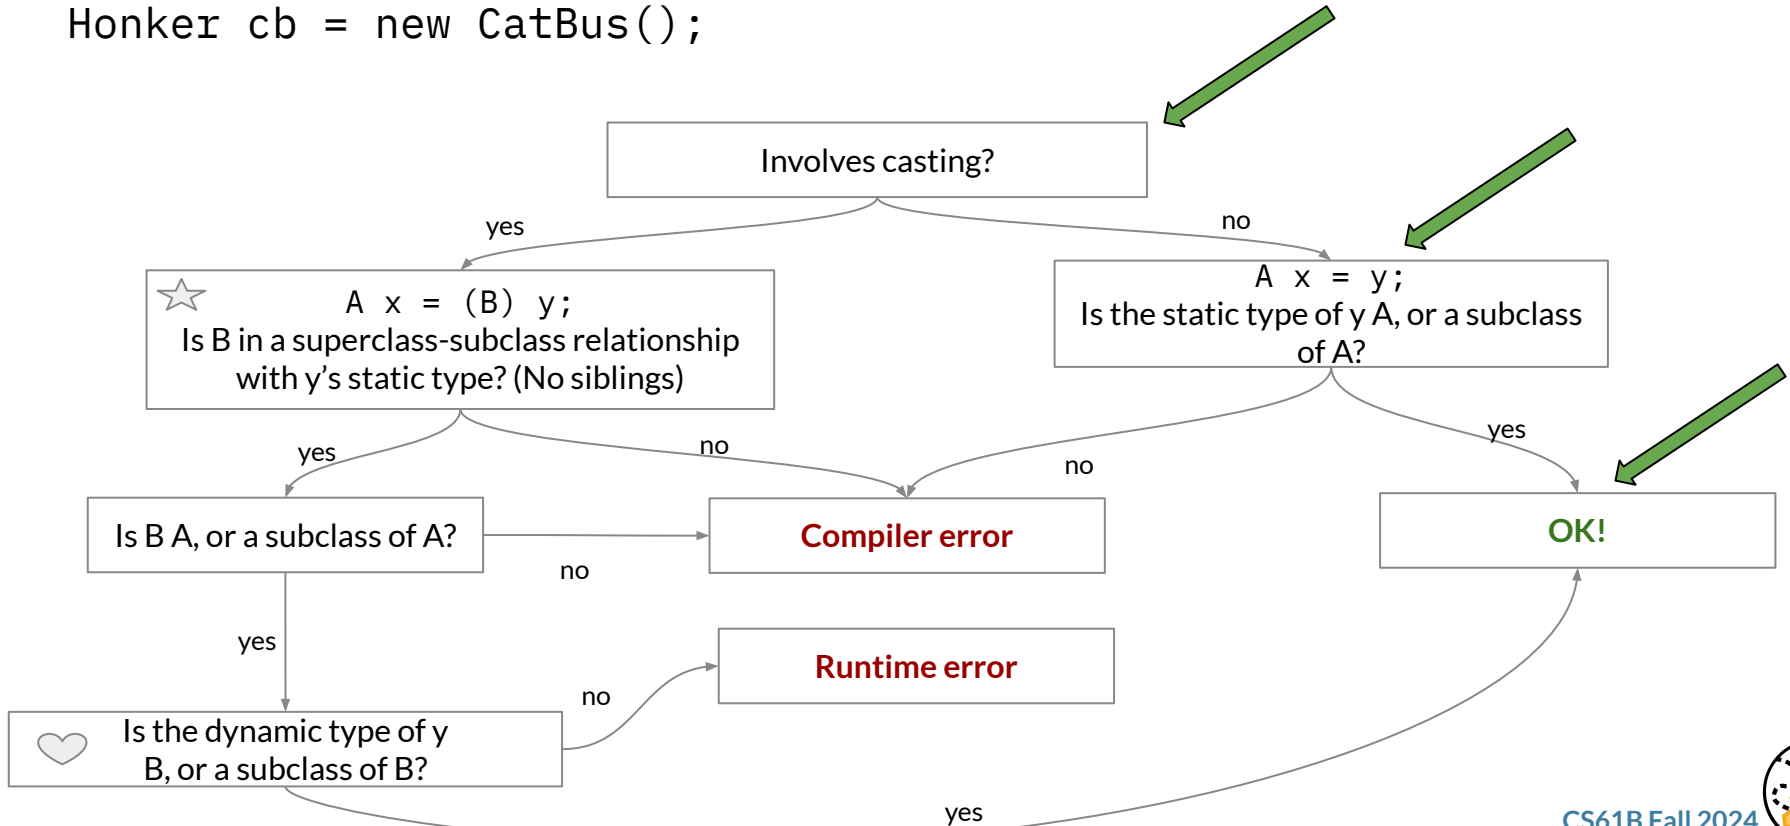 Honker cb = new CatBus();
Involves casting?
yes
no
A x = (B) y;
Is B in a superclass-subclass relationship
with y’s static type? (No siblings)
A x = y;
Is the static type of y A, or a subclass
of A?
yes
no
no
yes
Is B A, or a subclass of A?
no
Compiler error
OK!
yes
Runtime error
no
Is the dynamic type of y
B, or a subclass of B?
yes
CS61B Fall 2024